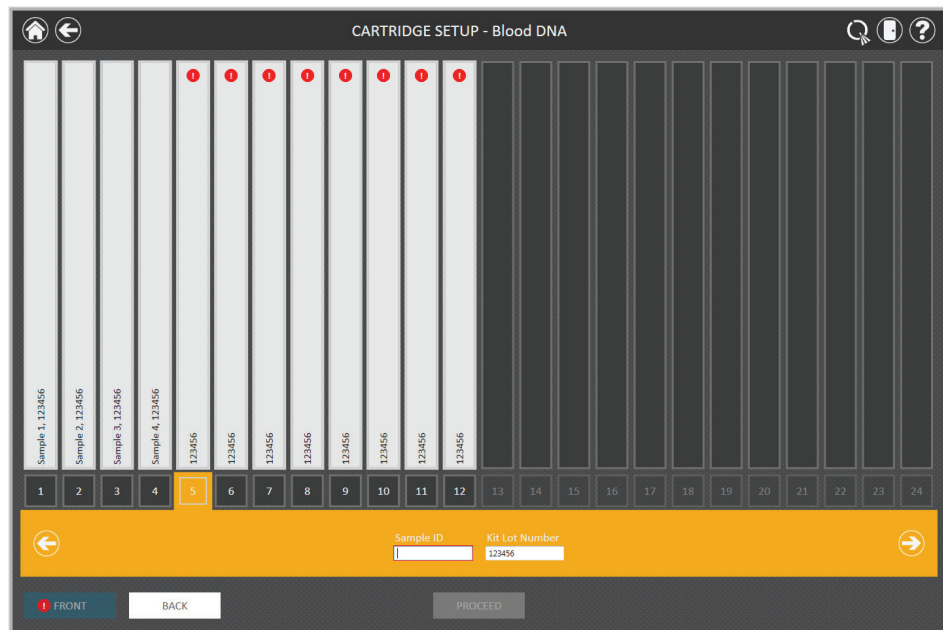 CARTRIDGE SETUP - Blood DNA
?
Sample 1, 123456
Sample 2, 123456
Sample 3, 123456
Sample 4, 123456
! 123456
! 123456
! 123456
! 123456
! 123456
! 123456
! 123456
! 123456
1 2 3 4 5 6 7 8 9 10 11 12 13 14 15 16 17 18 19 20 21 22 23 24
Sample ID Kit Lot Number
123456
! FRONT BACK PROCEED